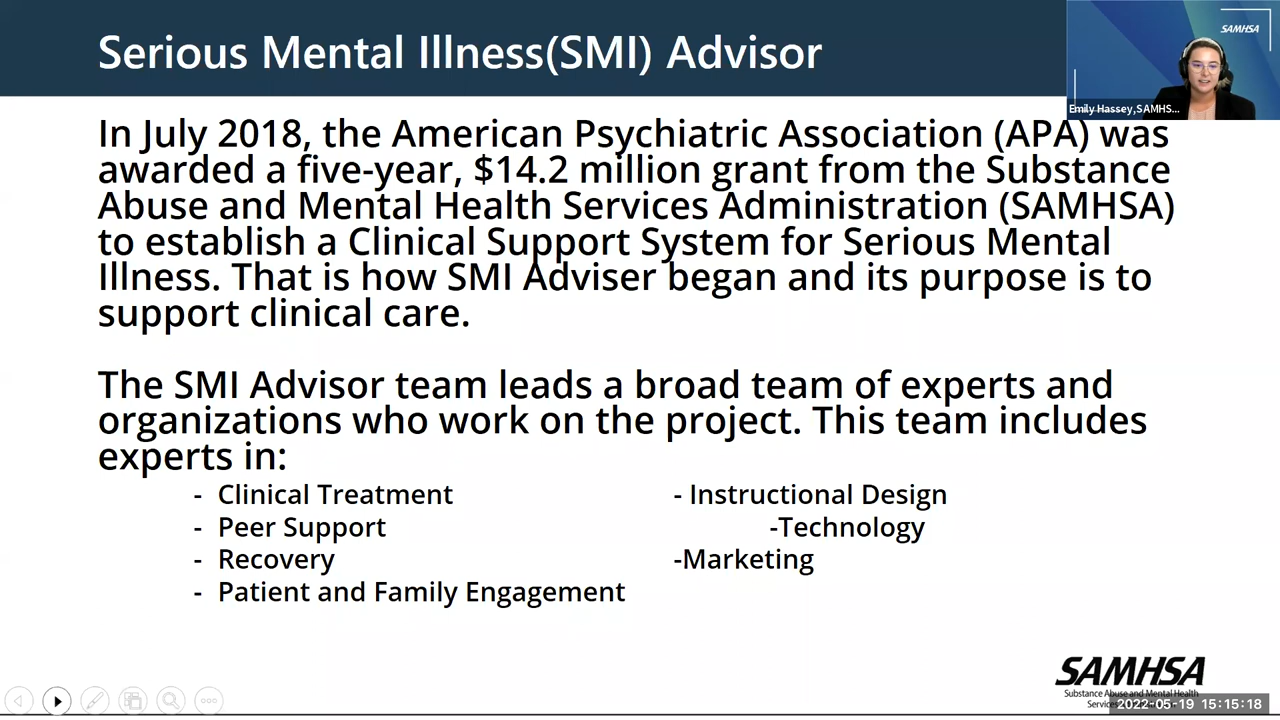 Serious Mental Illness(SMI) Advisor
SAMHSA
Emily Hassey,SAMHS...
In July 2018, the American Psychiatric Association (APA) was
awarded a five-year, $14.2 million grant from the Substance
Abuse and Mental Health Services Administration (SAMHSA)
to establish a Clinical Support System for Serious Mental
Illness. That is how SMI Adviser began and its purpose is to
support clinical care.
The SMI Advisor team leads a broad team of experts and
organizations who work on the project. This team includes
experts in:
- Clinical Treatment - Instructional Design
- Peer Support -Technology
- Recovery -Marketing
- Patient and Family Engagement
SAMHSA
Substance Abuse and Mental Health
Services
2022-05-19 15:15:18